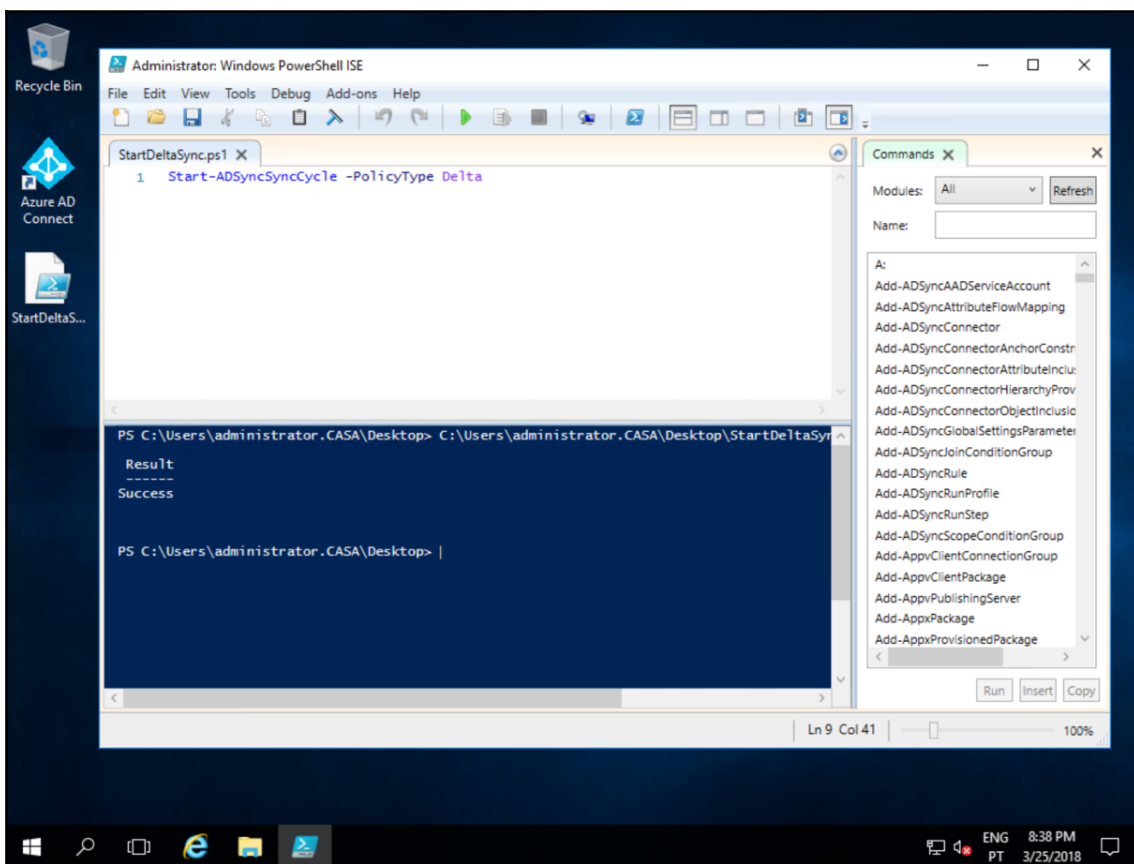 Recycle Bin
Azure AD
Connect
StartDeltaS...
Administrator: Windows PowerShell ISE
File Edit View Tools Debug Add-ons Help
StartDeltaSync.ps1
1 Start-ADSyncSyncCycle -PolicyType Delta
PS C:\Users\administrator.CASA\Desktop> C:\Users\administrator.CASA\Desktop\StartDeltaSyn
Result
------
Success
PS C:\Users\administrator.CASA\Desktop>
Commands
Modules: All Refresh
Name:
A:
Add-ADSyncAADServiceAccount
Add-ADSyncAttributeFlowMapping
Add-ADSyncConnector
Add-ADSyncConnectorAnchorConstr
Add-ADSyncConnectorAttributeInclu
Add-ADSyncConnectorHierarchyProv
Add-ADSyncConnectorObjectInclusio
Add-ADSyncGlobalSettingsParameter
Add-ADSyncJoinConditionGroup
Add-ADSyncRule
Add-ADSyncRunProfile
Add-ADSyncRunStep
Add-ADSyncScopeConditionGroup
Add-AppvClientConnectionGroup
Add-AppvClientPackage
Add-AppvPublishingServer
Add-AppxPackage
Add-AppxProvisionedPackage
Run Insert Copy
Ln 9 Col 41 100%
ENG 8:38 PM
PT 3/25/2018